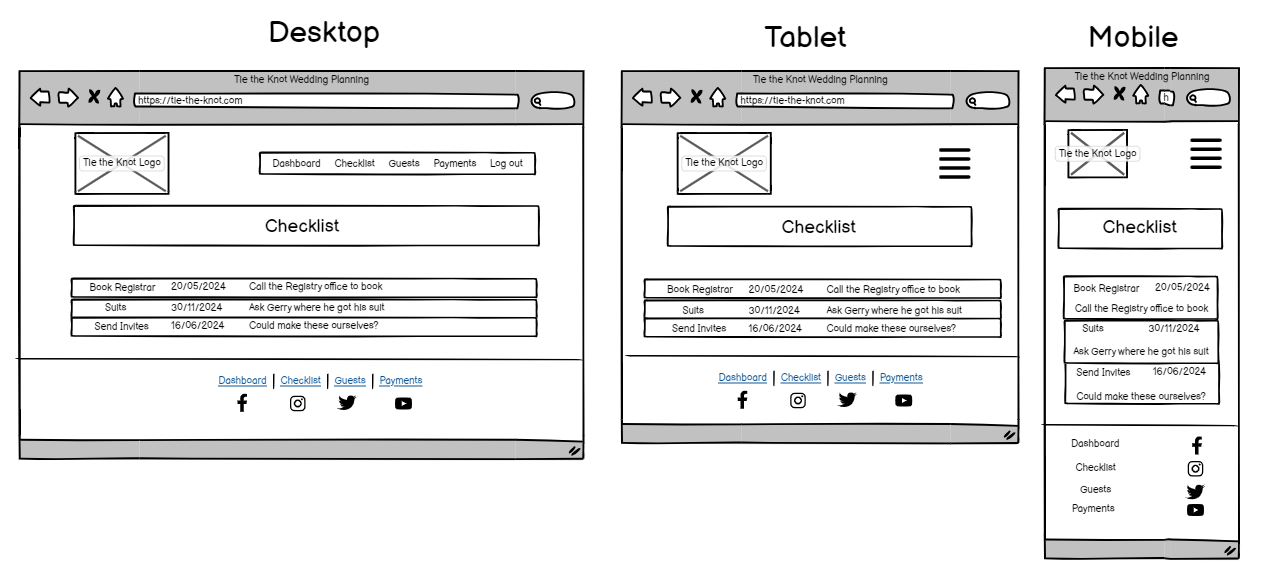 Desktop
Tie the Knot Wedding Planning
https://tie-the-knot.com
Tie the Knot Logo
Dashboard Checklist Guests Payments Log out
Checklist
Book Registrar 20/05/2024 Call the Registry office to book
Suits 30/11/2024 Ask Gerry where he got his suit
Send Invites 16/06/2024 Could make these ourselves?
Dashboard | Checklist | Guests | Payments
Tablet
Tie the Knot Wedding Planning
https://tie-the-knot.com
Tie the Knot Logo
Checklist
Book Registrar 20/05/2024 Call the Registry office to book
Suits 30/11/2024 Ask Gerry where he got his suit
Send Invites 16/06/2024 Could make these ourselves?
Dashboard | Checklist | Guests | Payments
Mobile
Tie the Knot Wedding Planning
h
Tie the Knot Logo
Checklist
Book Registrar 20/05/2024
Call the Registry office to book
Suits 30/11/2024
Ask Gerry where he got his suit
Send Invites 16/06/2024
Could make these ourselves?
Dashboard
Checklist
Guests
Payments